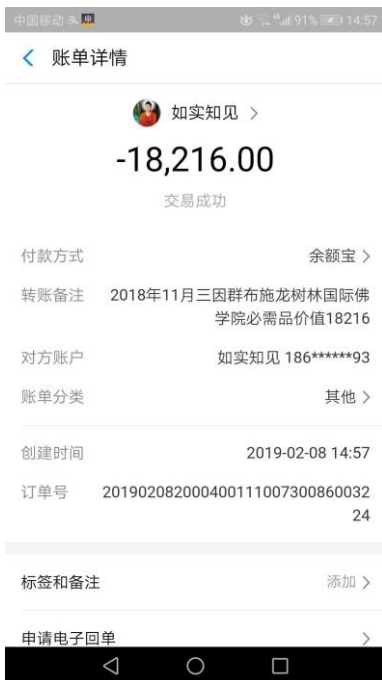 中国移动 91% 14:57
账单详情
如实知见
-18,216.00
交易成功
付款方式 余额宝
转账备注 2018年11月三因群布施龙树林国际佛
学院必需品价值18216
对方账户 如实知见 186******93
账单分类 其他
创建时间 2019-02-08 14:57
订单号 201902082000400111007300860032
24
标签和备注 添加
申请电子回单